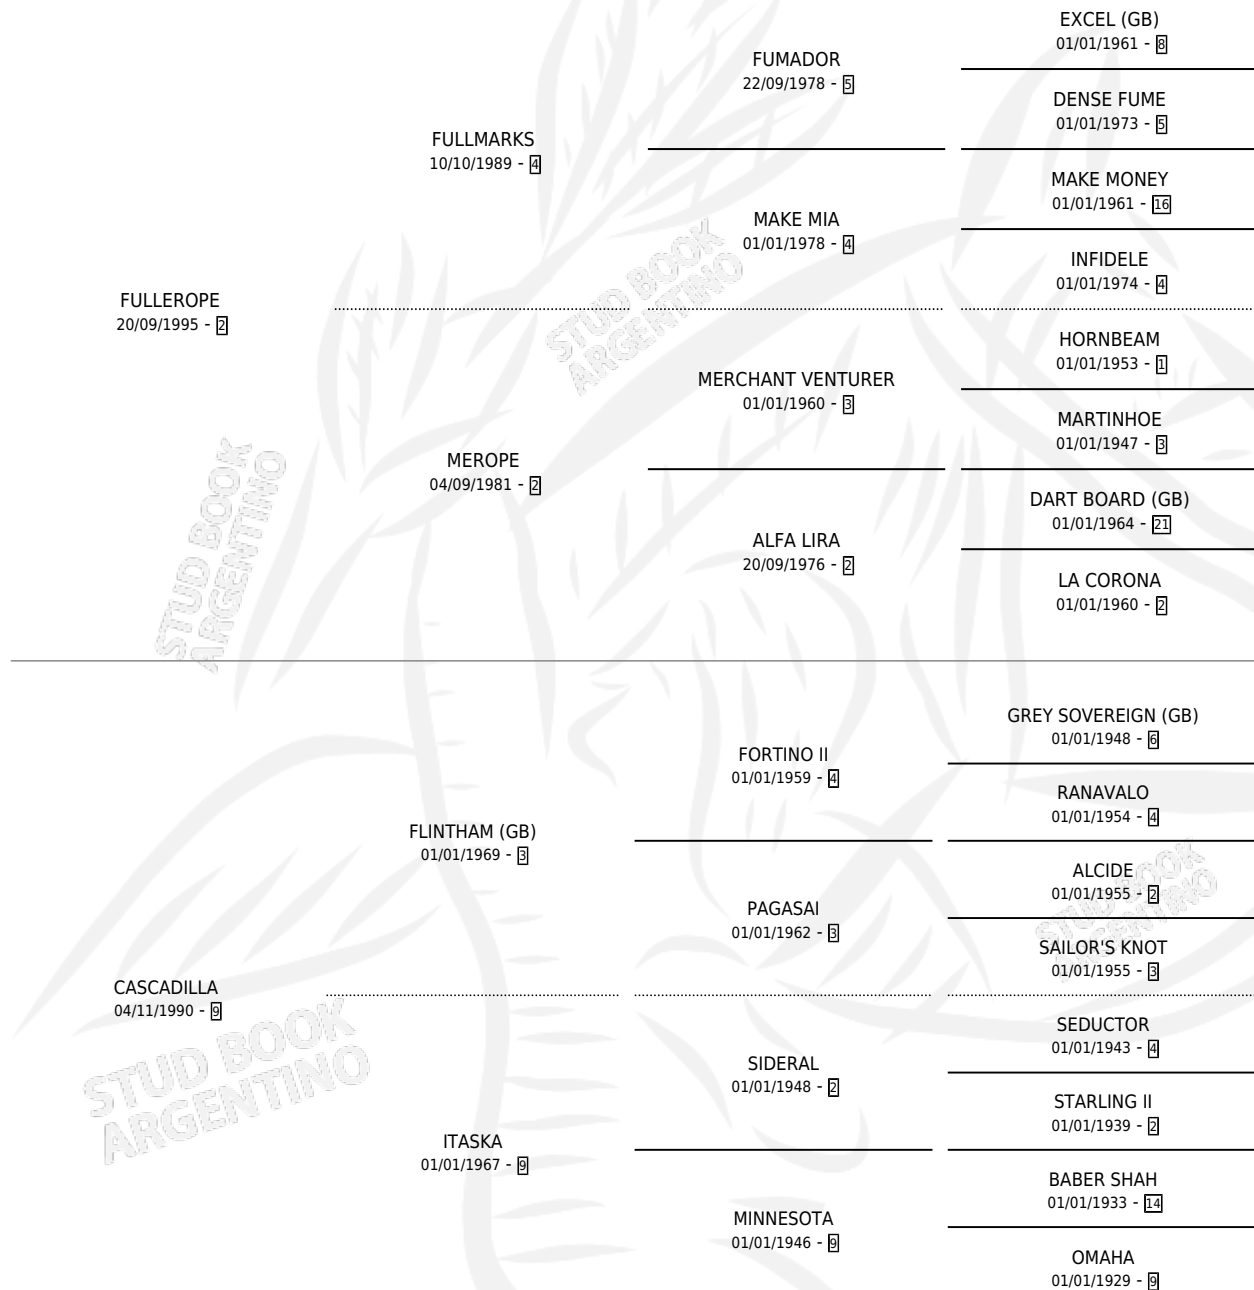 EXCEL (GB)
01/01/1961 - 8
FUMADOR
22/09/1978 - 5
DENSE FUME
01/01/1973 - 5
FULLMARKS
10/10/1989 - 4
MAKE MONEY
01/01/1961 - 16
MAKE MIA
01/01/1978 - 4
INFIDELE
01/01/1974 - 4
FULLEROPE
20/09/1995 - 2
HORNBEAM
01/01/1953 - 1
MERCHANT VENTURER
01/01/1960 - 3
MARTINHOE
01/01/1947 - 3
MEROPE
04/09/1981 - 2
DART BOARD (GB)
01/01/1964 - 21
ALFA LIRA
20/09/1976 - 2
LA CORONA
01/01/1960 - 2
GREY SOVEREIGN (GB)
01/01/1948 - 6
FORTINO II
01/01/1959 - 4
RANAVALO
01/01/1954 - 4
FLINTHAM (GB)
01/01/1969 - 3
ALCIDE
01/01/1955 - 2
PAGASAI
01/01/1962 - 3
SAILOR'S KNOT
01/01/1955 - 3
CASCADILLA
04/11/1990 - 9
SEDUCTOR
01/01/1943 - 4
SIDERAL
01/01/1948 - 2
STARLING II
01/01/1939 - 2
ITASKA
01/01/1967 - 9
BABER SHAH
01/01/1933 - 14
MINNESOTA
01/01/1946 - 9
OMAHA
01/01/1929 - 9
STUD BOOK
ARGENTINO
STUD BOOK
ARGENTINO
STUD BOOK
ARGENTINO
STUD BOOK
ARGENTINO